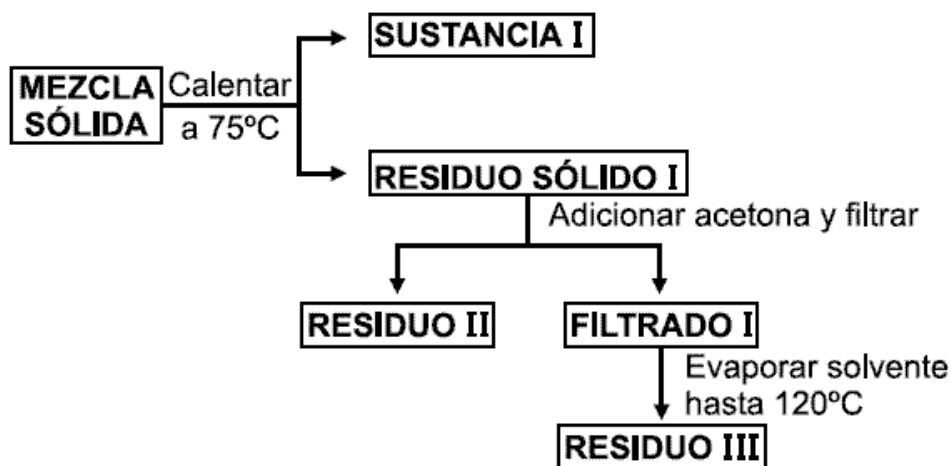 SUSTANCIA I
MEZCLA
SÓLIDA
Calentar
a 75ºC
RESIDUO SÓLIDO I
Adicionar acetona y filtrar
RESIDUO II
FILTRADO I
Evaporar solvente
hasta 120ºC
RESIDUO III